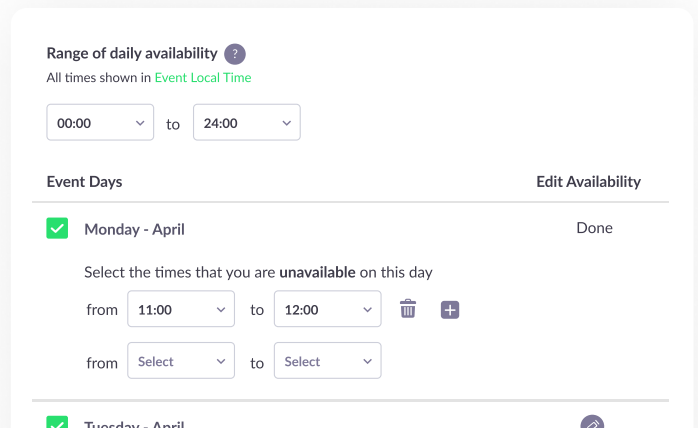 Range of daily availability ?
All times shown in Event Local Time
00:00 to 24:00
Event Days Edit Availability
Monday - April Done
Select the times that you are unavailable on this day
from 11:00 to 12:00
from Select to Select
Tuesday - April